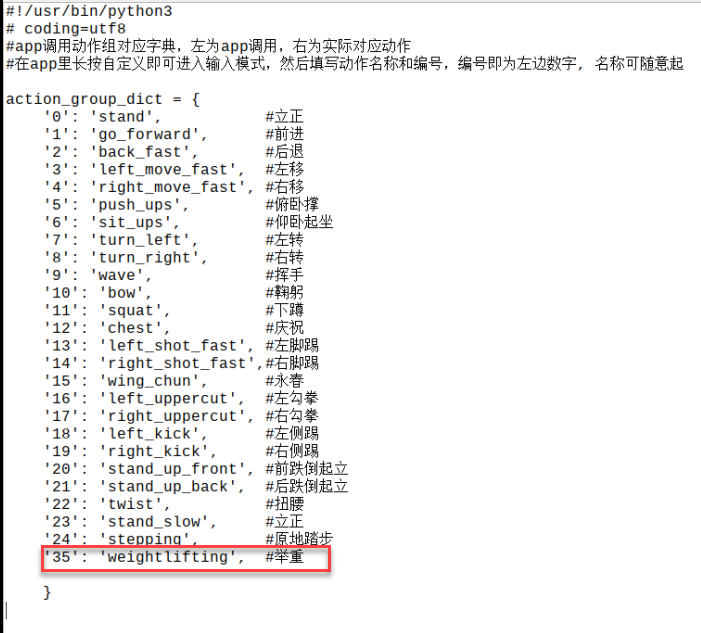 #!/usr/bin/python3
# coding=utf8
#app调用动作组对应字典，左为app调用，右为实际对应动作
#在app里长按自定义即可进入输入模式，然后填写动作名称和编号，编号即为左边数字, 名称可随意起
action_group_dict = {
'0': 'stand', #立正
'1': 'go_forward', #前进
'2': 'back_fast', #后退
'3': 'left_move_fast', #左移
'4': 'right_move_fast', #右移
'5': 'push_ups', #俯卧撑
'6': 'sit_ups', #仰卧起坐
'7': 'turn_left', #左转
'8': 'turn_right', #右转
'9': 'wave', #挥手
'10': 'bow', #鞠躬
'11': 'squat', #下蹲
'12': 'chest', #庆祝
'13': 'left_shot_fast', #左脚踢
'14': 'right_shot_fast',#右脚踢
'15': 'wing_chun', #永春
'16': 'left_uppercut', #左勾拳
'17': 'right_uppercut', #右勾拳
'18': 'left_kick', #左侧踢
'19': 'right_kick', #右侧踢
'20': 'stand_up_front', #前跌倒起立
'21': 'stand_up_back', #后跌倒起立
'22': 'twist', #扭腰
'23': 'stand_slow', #立正
'24': 'stepping', #原地踏步
'35': 'weightlifting', #举重
}